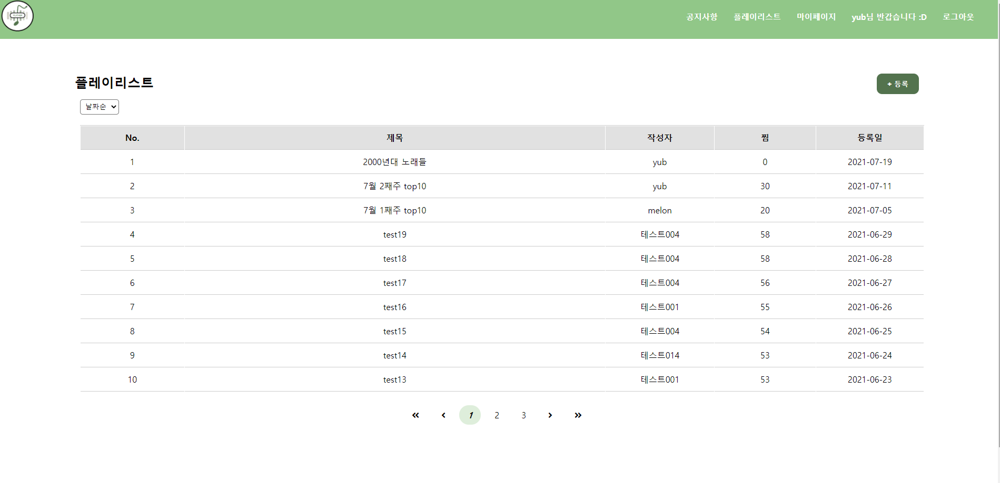 공지사항 플레이리스트 마이페이지 yub님 반갑습니다 :D 로그아웃
플레이리스트
+ 등록
날짜순
No. 제목 작성자 찜 등록일
1 2000년대 노래들 yub 0 2021-07-19
2 7월 2째주 top10 yub 30 2021-07-11
3 7월 1째주 top10 melon 20 2021-07-05
4 test19 테스트004 58 2021-06-29
5 test18 테스트004 58 2021-06-28
6 test17 테스트004 56 2021-06-27
7 test16 테스트001 55 2021-06-26
8 test15 테스트004 54 2021-06-25
9 test14 테스트014 53 2021-06-24
10 test13 테스트001 53 2021-06-23
« ‹ 1 2 3 › »